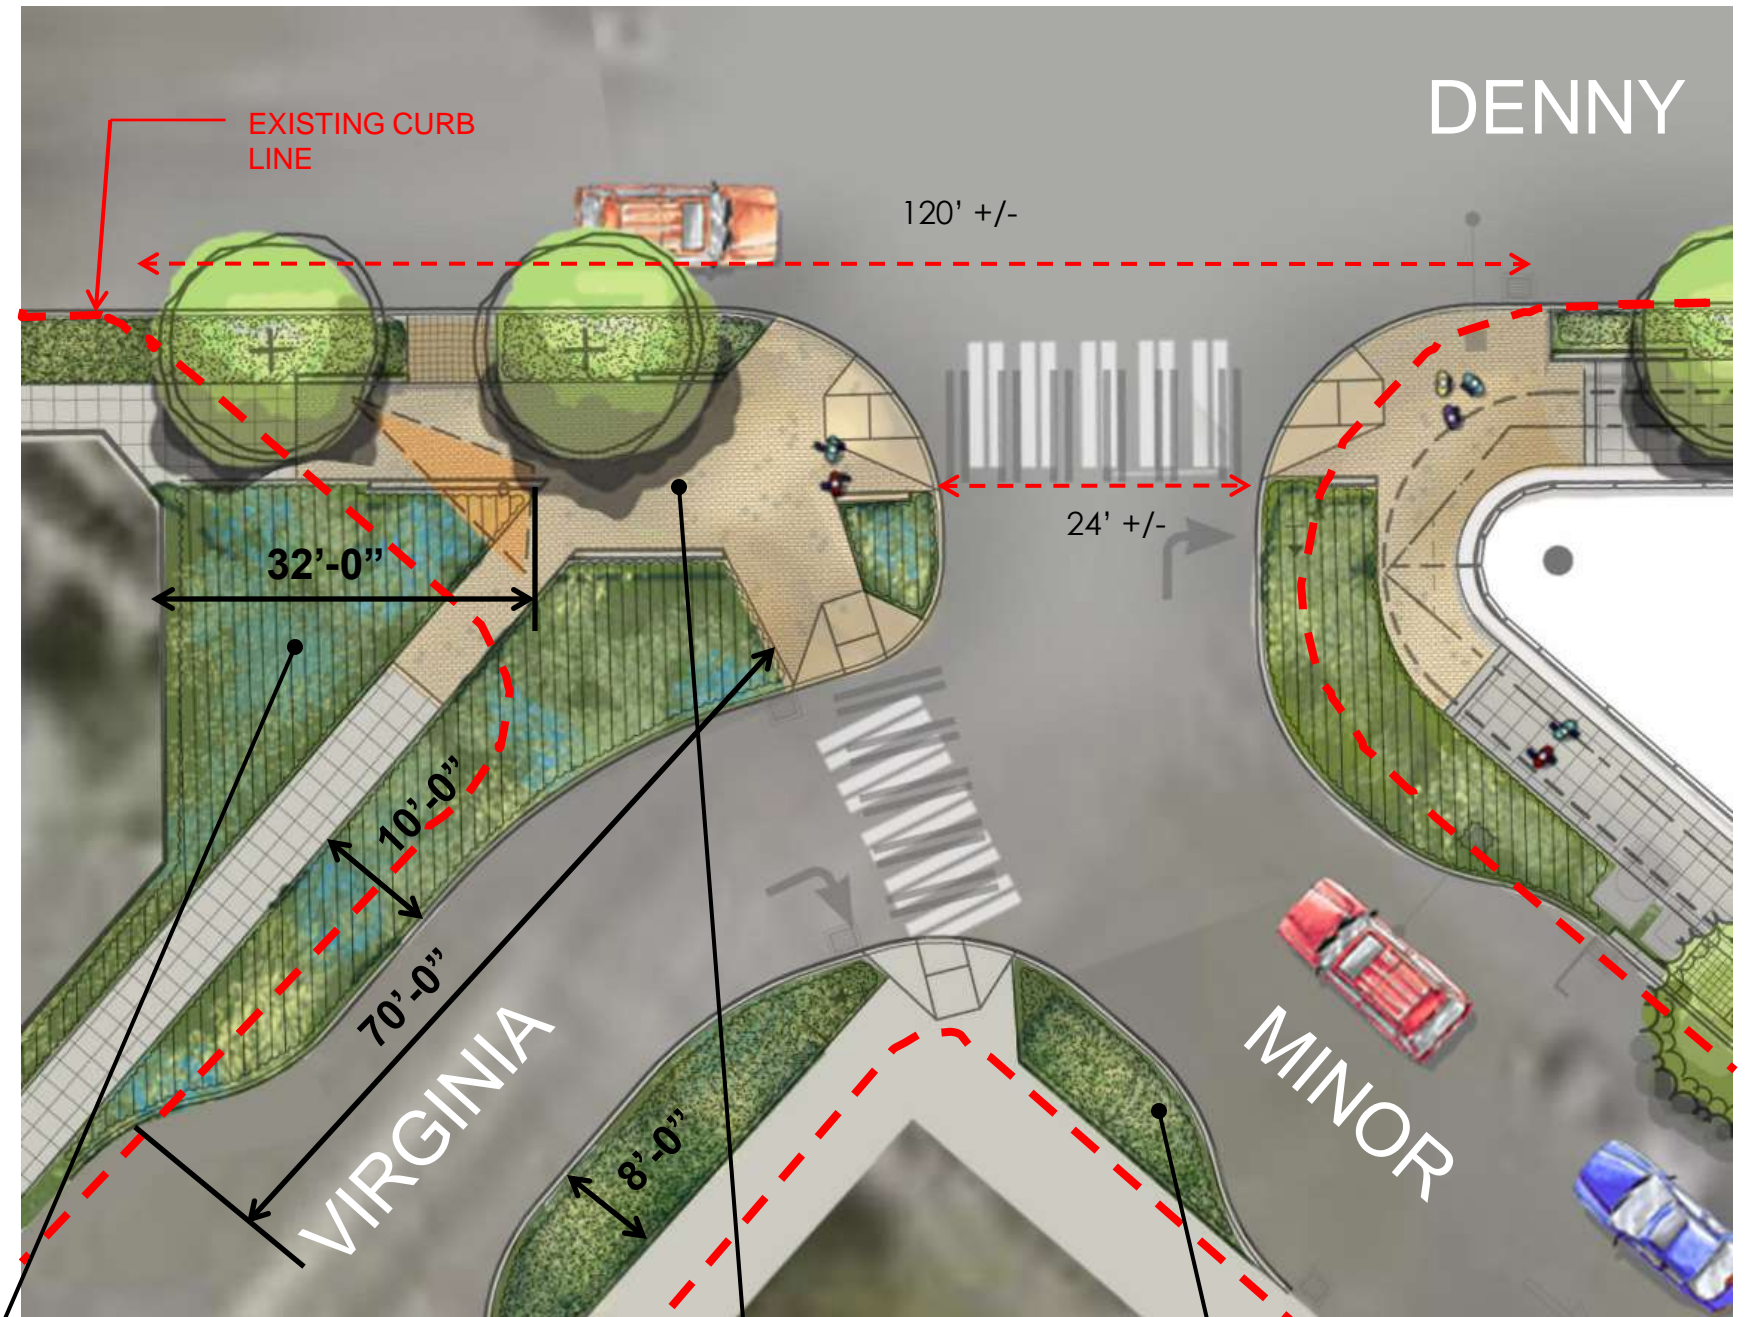 DENNY
EXISTING CURB
LINE
120' +/-
24' +/-
32'-0”
10'-0”
70'-0”
VIRGINIA
MINOR
8'-0”